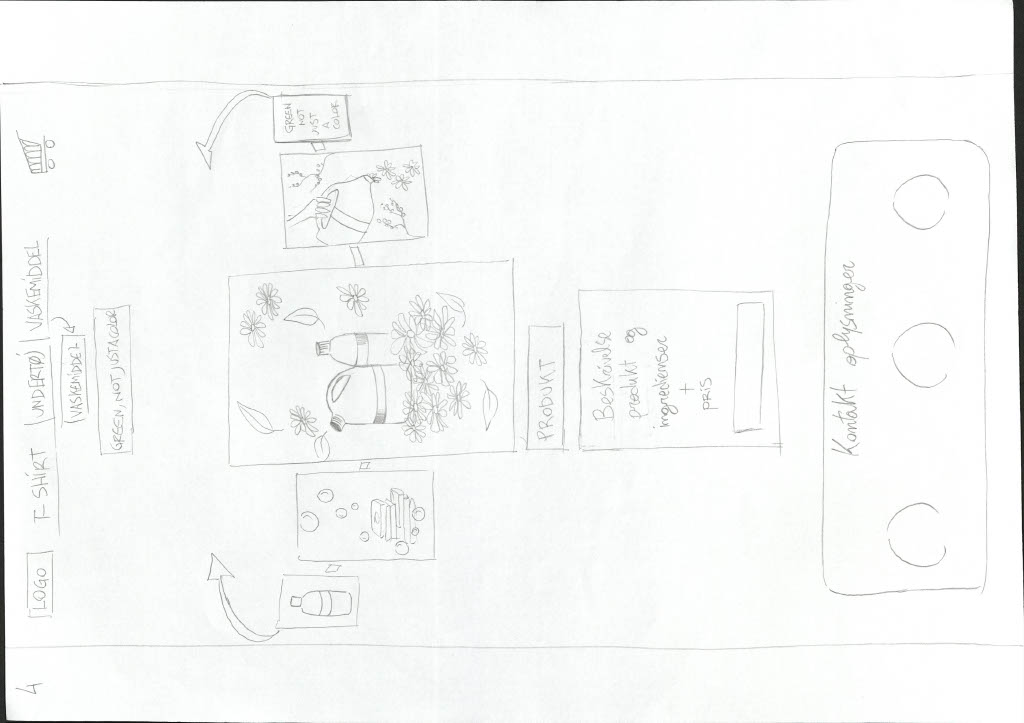 4
LOGO T-SHIRT UNDERTØJ VASKEMIDDEL
VASKEMIDDEL
GREEN, NOT JUST A COLOR
GREEN
NOT
JUST
A
COLOR
PRODUKT
Beskrivelse
produkt og
ingredienser
+
PRIS
Kontakt oplysninger